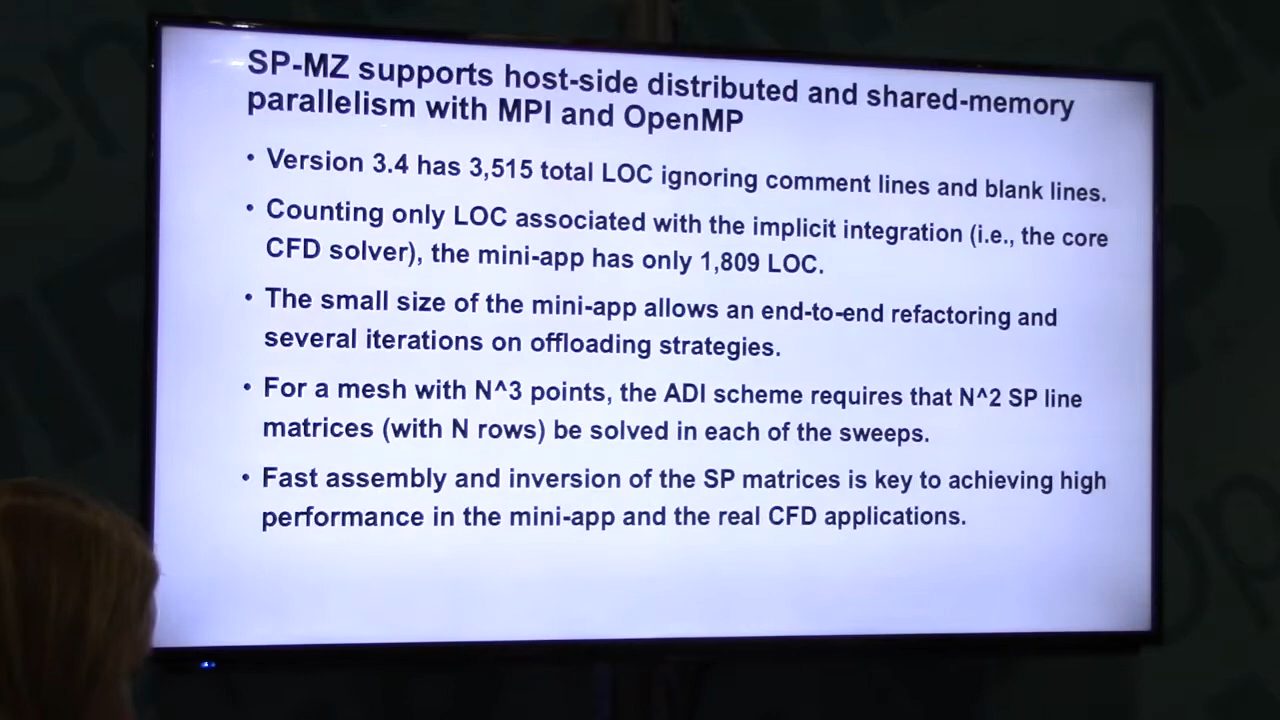 SP-MZ supports host-side distributed and shared-memory
parallelism with MPI and OpenMP
• Version 3.4 has 3,515 total LOC ignoring comment lines and blank lines.
• Counting only LOC associated with the implicit integration (i.e., the core
CFD solver), the mini-app has only 1,809 LOC.
• The small size of the mini-app allows an end-to-end refactoring and
several iterations on offloading strategies.
• For a mesh with N^3 points, the ADI scheme requires that N^2 SP line
matrices (with N rows) be solved in each of the sweeps.
• Fast assembly and inversion of the SP matrices is key to achieving high
performance in the mini-app and the real CFD applications.